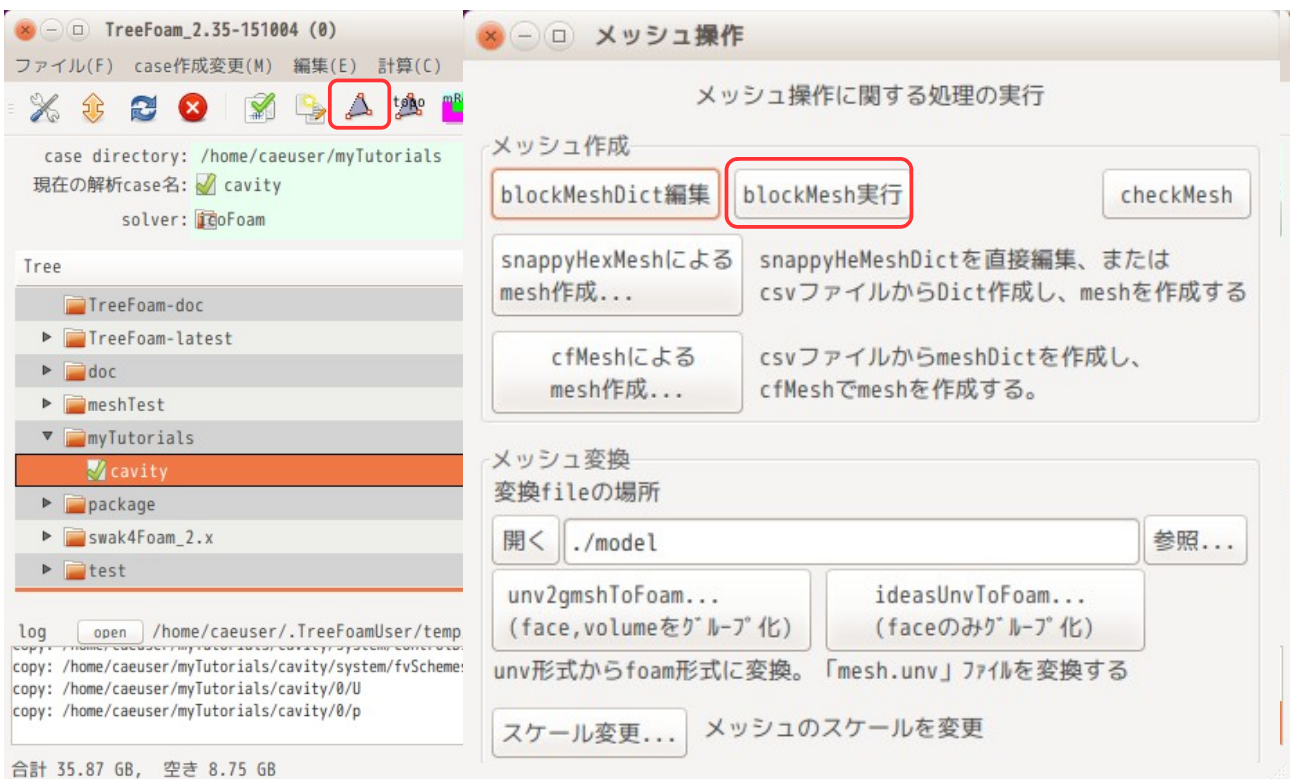 TreeFoam_2.35-151004 (0)
ファイル(F) case作成変更(M) 編集(E) 計算(C)
topo
case directory: /home/caeuser/myTutorials
現在の解析case名: cavity
solver: icoFoam
Tree
TreeFoam-doc
TreeFoam-latest
doc
meshTest
myTutorials
cavity
package
swak4Foam_2.x
test
log open /home/caeuser/.TreeFoamUser/temp
copy: /home/caeuser/myTutorials/cavity/system/fvScheme
copy: /home/caeuser/myTutorials/cavity/0/U
copy: /home/caeuser/myTutorials/cavity/0/p
合計 35.87 GB, 空き 8.75 GB
メッシュ操作
メッシュ操作に関する処理の実行
メッシュ作成
blockMeshDict編集 blockMesh実行 checkMesh
snappyHexMeshによる
mesh作成...
snappyHeMeshDictを直接編集、または
csvファイルからDict作成し、meshを作成する
cfMeshによる
mesh作成...
csvファイルからmeshDictを作成し、
cfMeshでmeshを作成する。
メッシュ変換
変換fileの場所
開く ./model 参照...
unv2gmshToFoam...
(face,volumeをｸﾞﾙｰﾌﾟ化)
ideasUnvToFoam...
(faceのみｸﾞﾙｰﾌﾟ化)
unv形式からfoam形式に変換。「mesh.unv」ﾌｧｲﾙを変換する
スケール変更... メッシュのスケールを変更